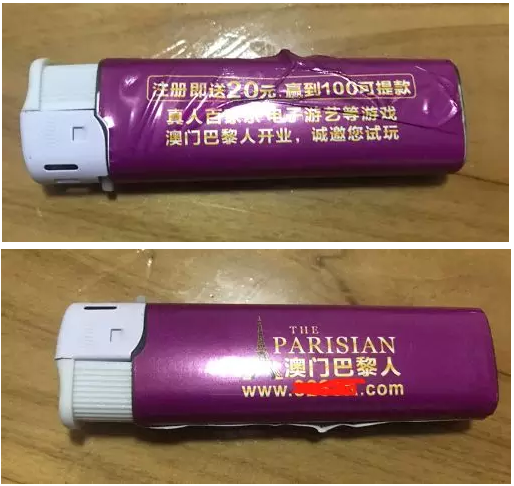 注册即送20元 赢到100可提款
真人百家乐 电子游艺等游戏
澳门巴黎人开业，诚邀您试玩
THE
PARISIAN
澳门巴黎人
www. .com